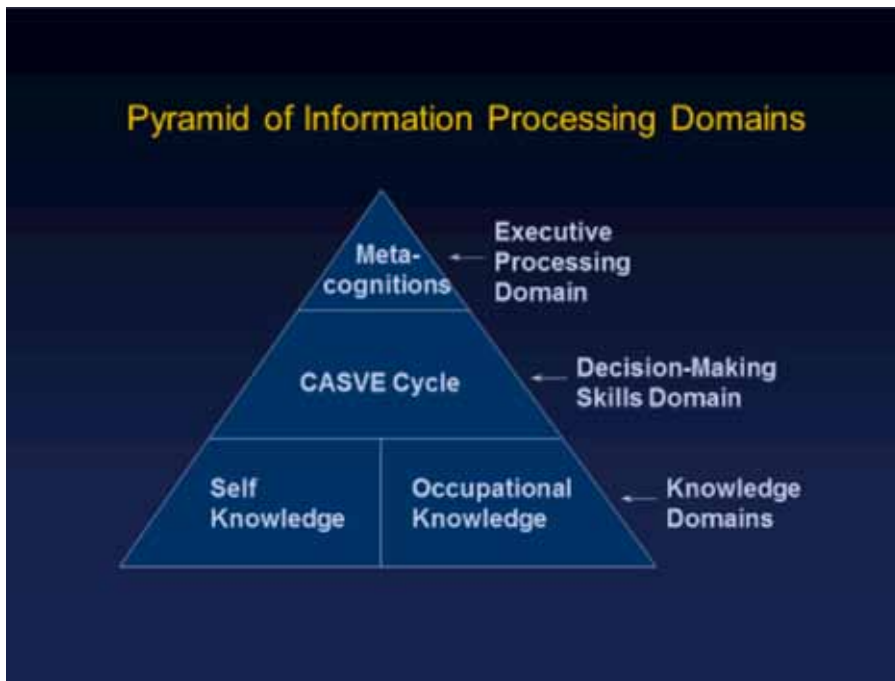 Pyramid of Information Processing Domains
Meta-
cognitions
Executive
Processing
Domain
CASVE Cycle
Decision-Making
Skills Domain
Self
Knowledge
Occupational
Knowledge
Knowledge
Domains